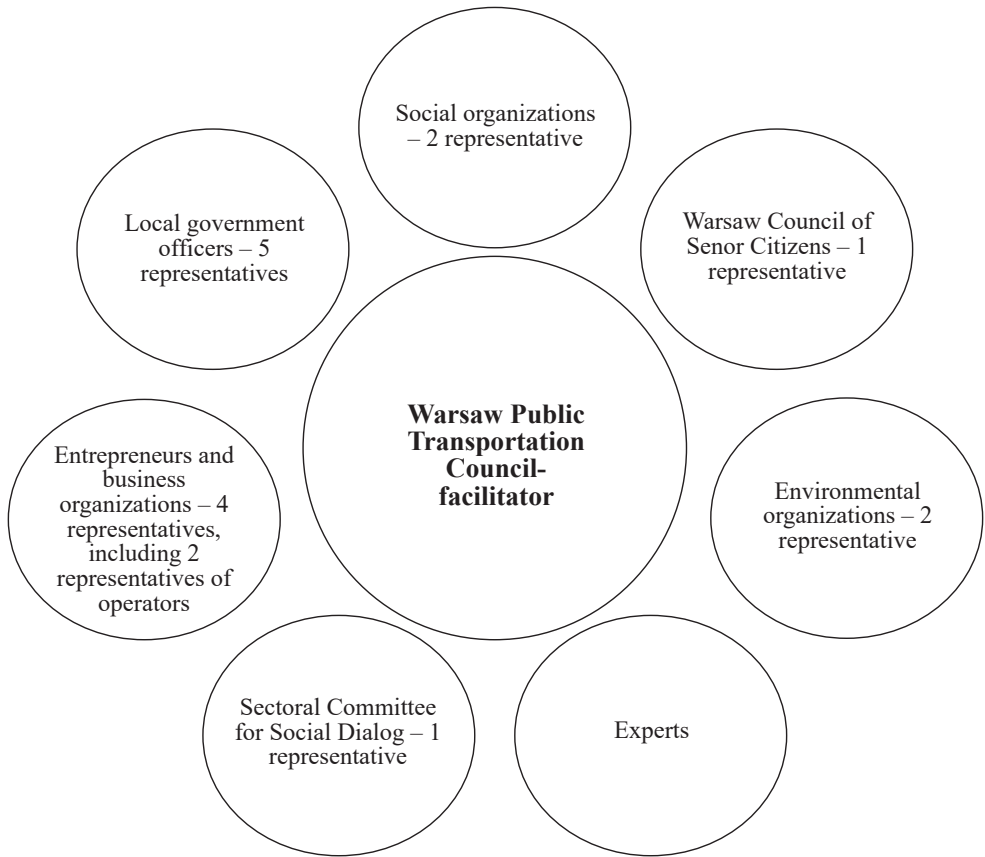 Social organizations
– 2 representative
Warsaw Council of
Senor Citizens – 1
representative
Environmental
organizations – 2
representative
Experts
Sectoral Committee
for Social Dialog – 1
representative
Entrepreneurs and
business
organizations – 4
representatives,
including 2
representatives of
operators
Local government
officers – 5
representatives
Warsaw Public
Transportation
Council-
facilitator